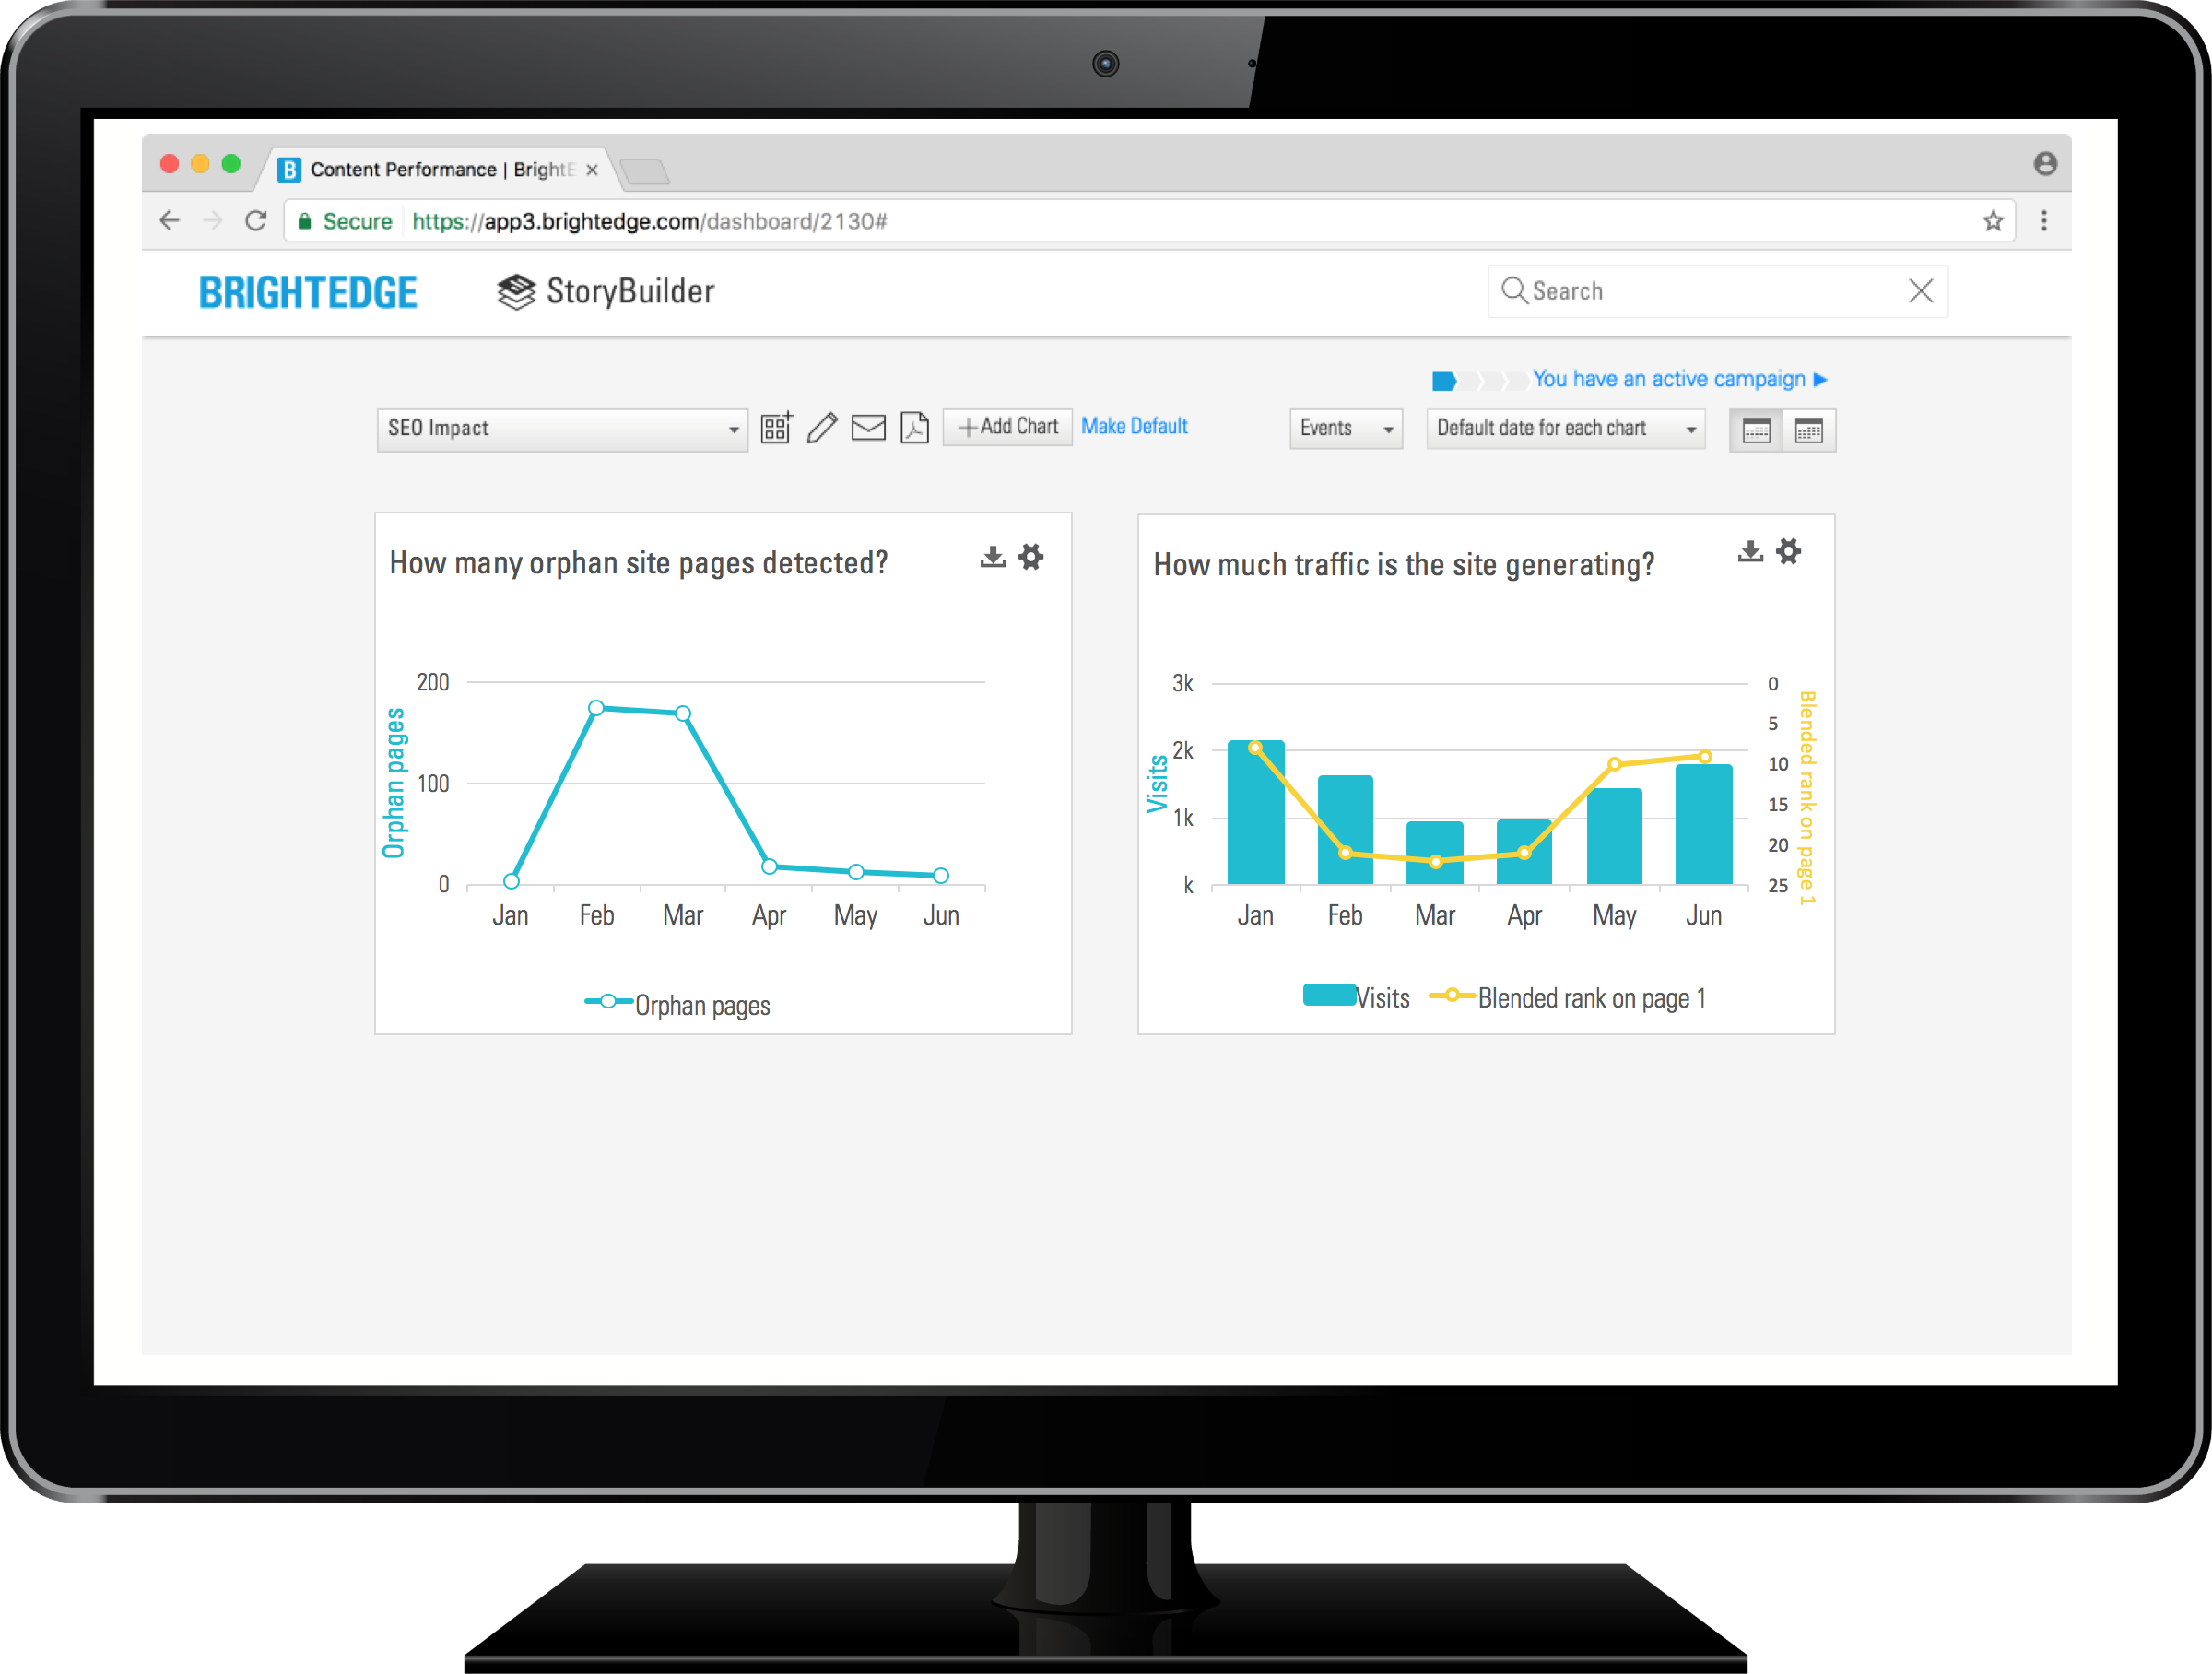 B Content Performance | BrightE
Secure https://app3.brightedge.com/dashboard/2130#
BRIGHTEDGE StoryBuilder Search
You have an active campaign
SEO Impact Add Chart Make Default Events Default date for each chart
How many orphan site pages detected?
Orphan pages
200
100
0
Jan Feb Mar Apr May Jun
Orphan pages
How much traffic is the site generating?
Visits
3k
2k
1k
k
0
5
10
15
20
25
Blended rank on page 1
Jan Feb Mar Apr May Jun
Visits Blended rank on page 1